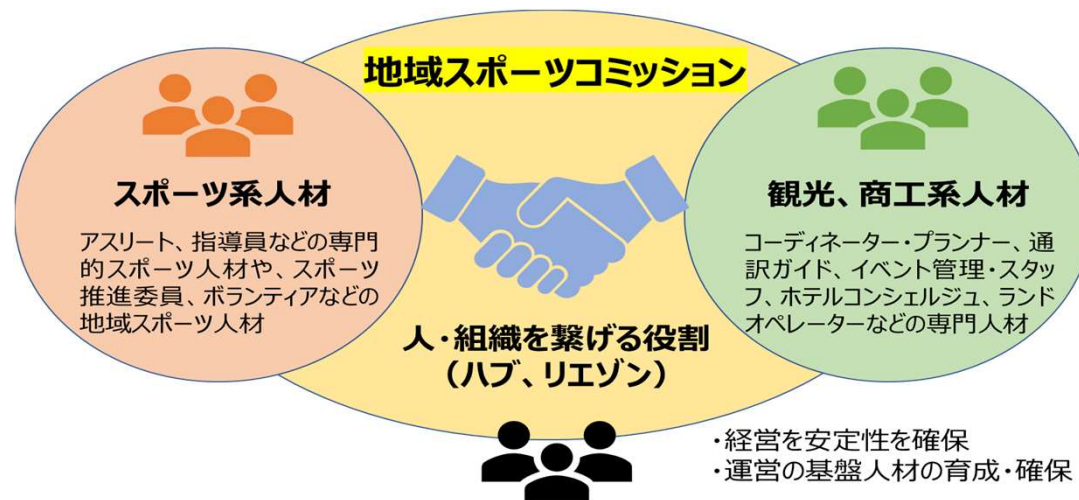 地域スポーツコミッション
スポーツ系人材
アスリート、指導員などの専門
的スポーツ人材や、スポーツ
推進委員、ボランティアなどの
地域スポーツ人材
人・組織を繋げる役割
（ハブ、リエゾン）
観光、商工系人材
コーディネーター・プランナー、通
訳ガイド、イベント管理・スタッ
フ、ホテルコンシェルジュ、ランド
オペレーターなどの専門人材
・経営を安定性を確保
・運営の基盤人材の育成・確保